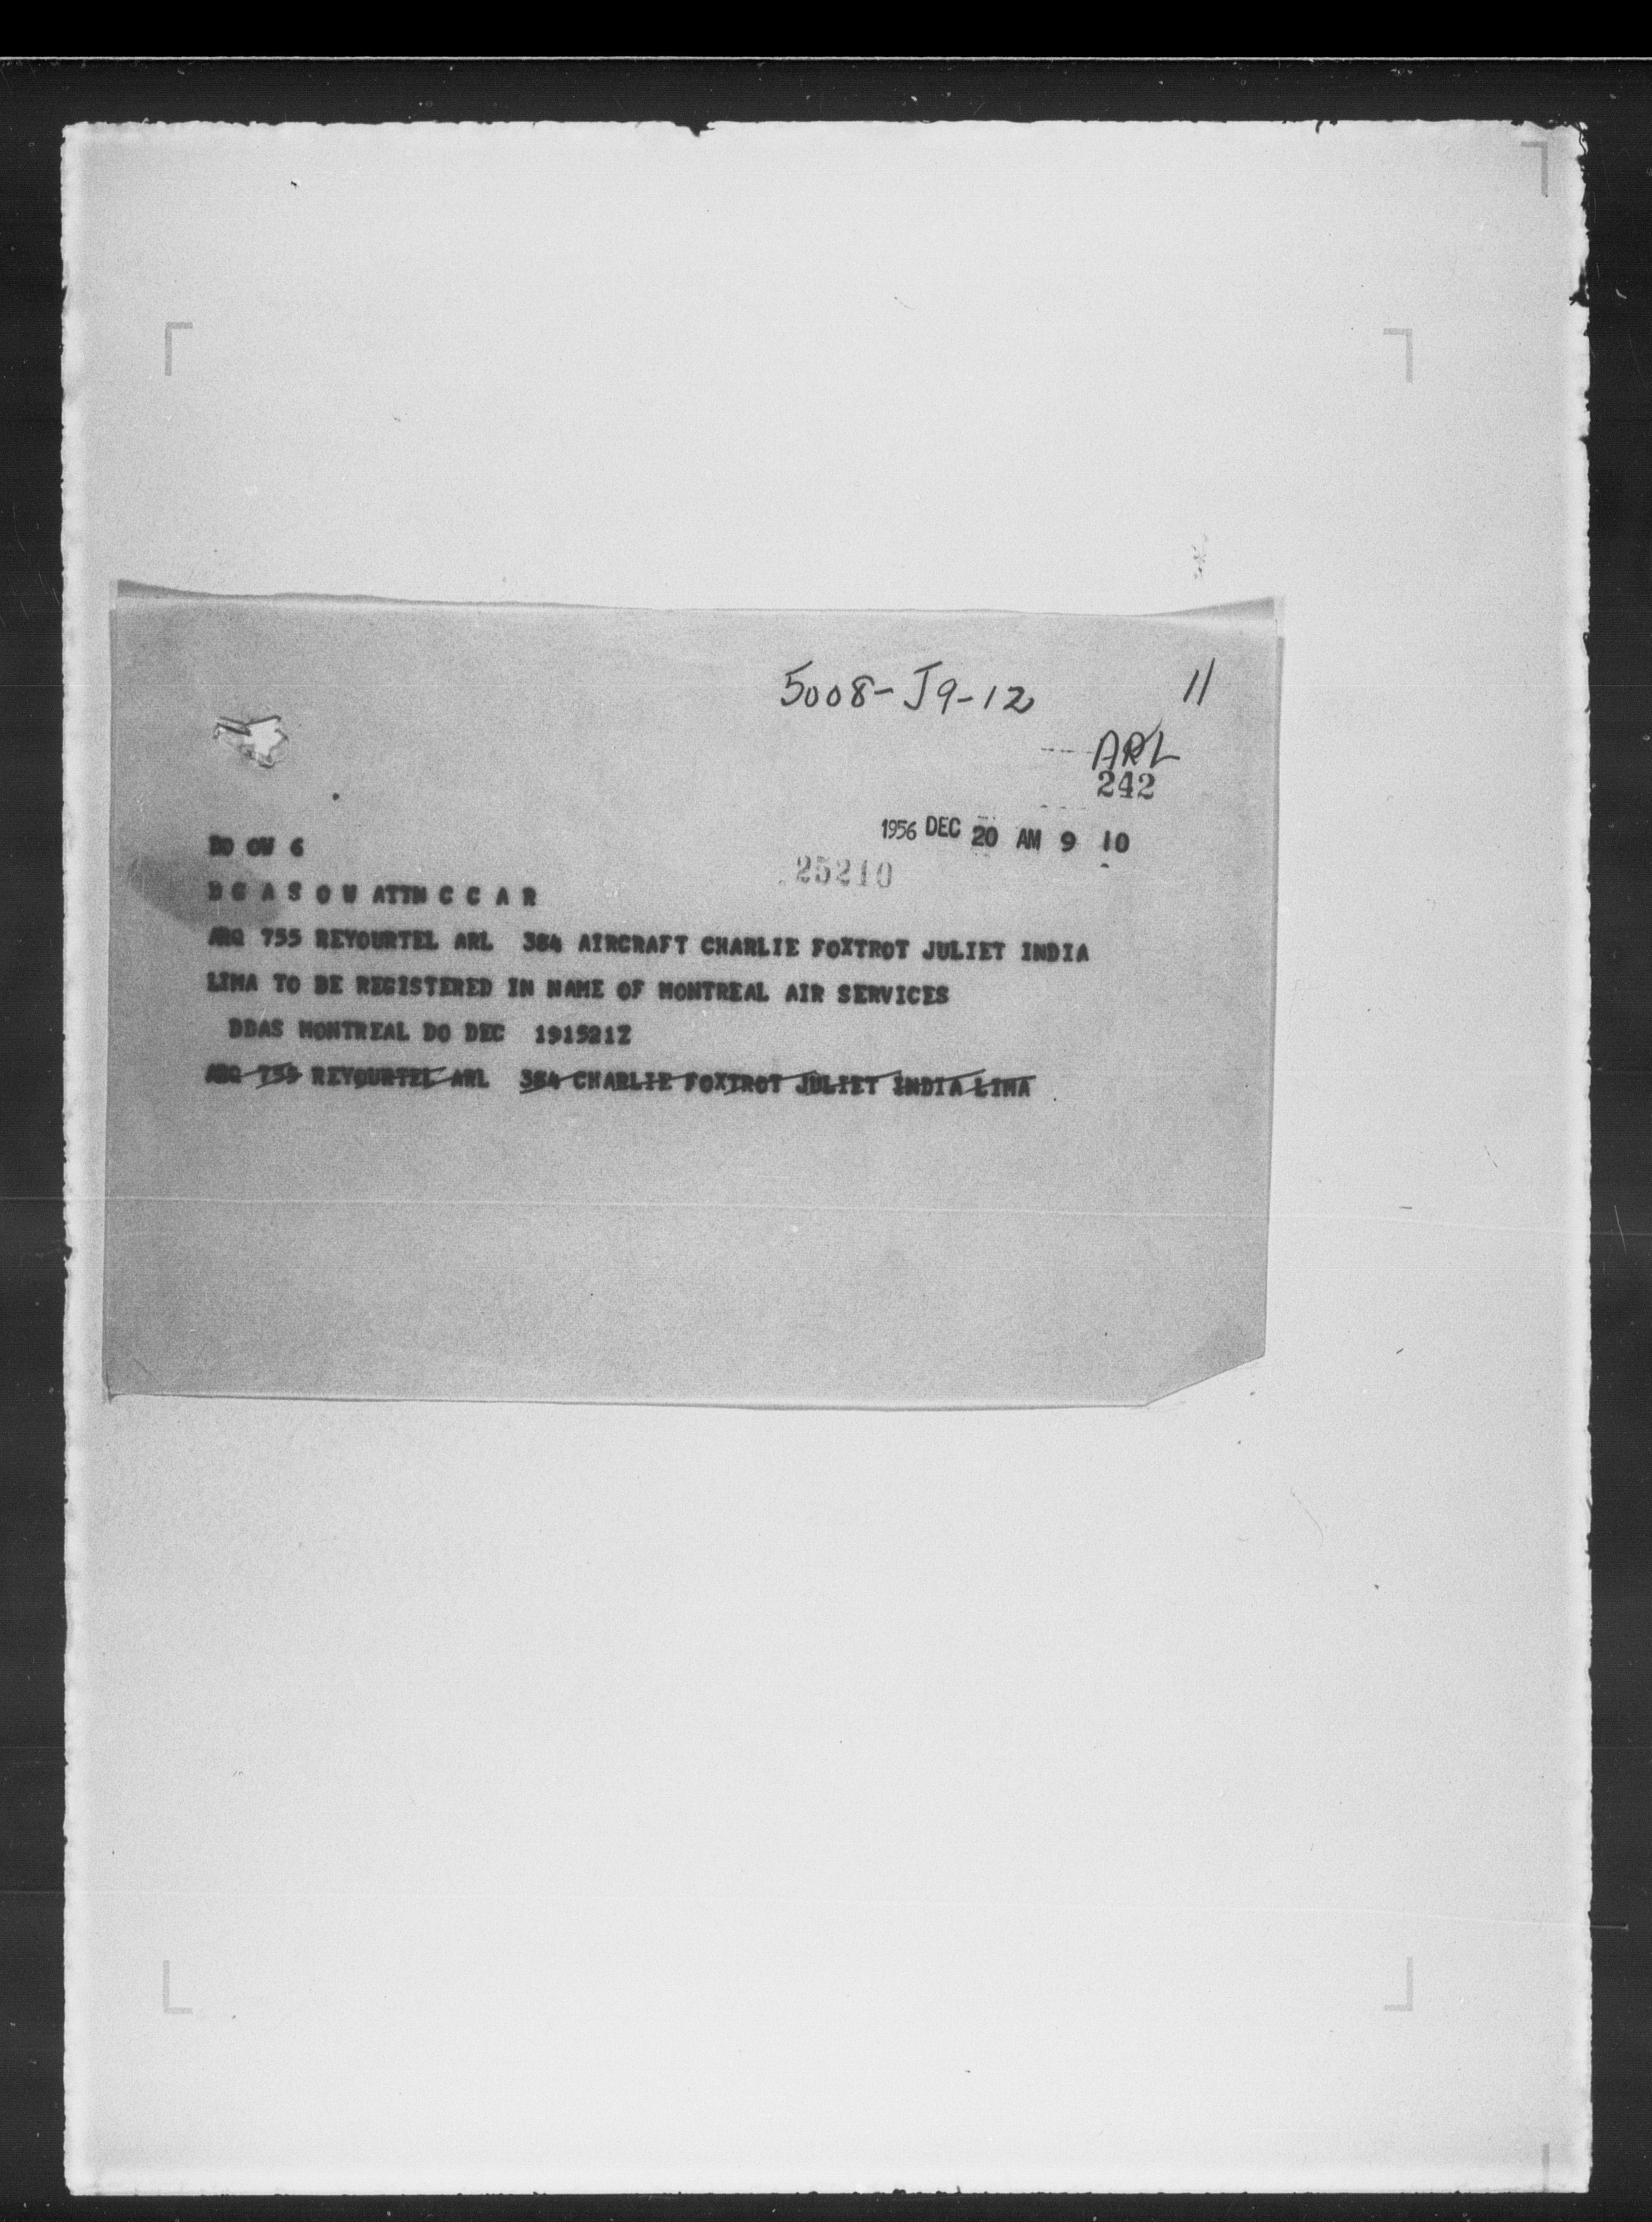 5008-J9-12 11
ARL
242
1956 DEC 20 AM 9 10
DO OW 6
25210
D G A S O W ATTN C C A R
ARQ 755 REYOURTEL ARL 384 AIRCRAFT CHARLIE FOXTROT JULIET INDIA
LIMA TO BE REGISTERED IN NAME OF MONTREAL AIR SERVICES
DDAS MONTREAL DO DEC 191521Z
ARQ 755 REYOURTEL ARL 384 CHARLIE FOXTROT JULIET INDIA LIMA